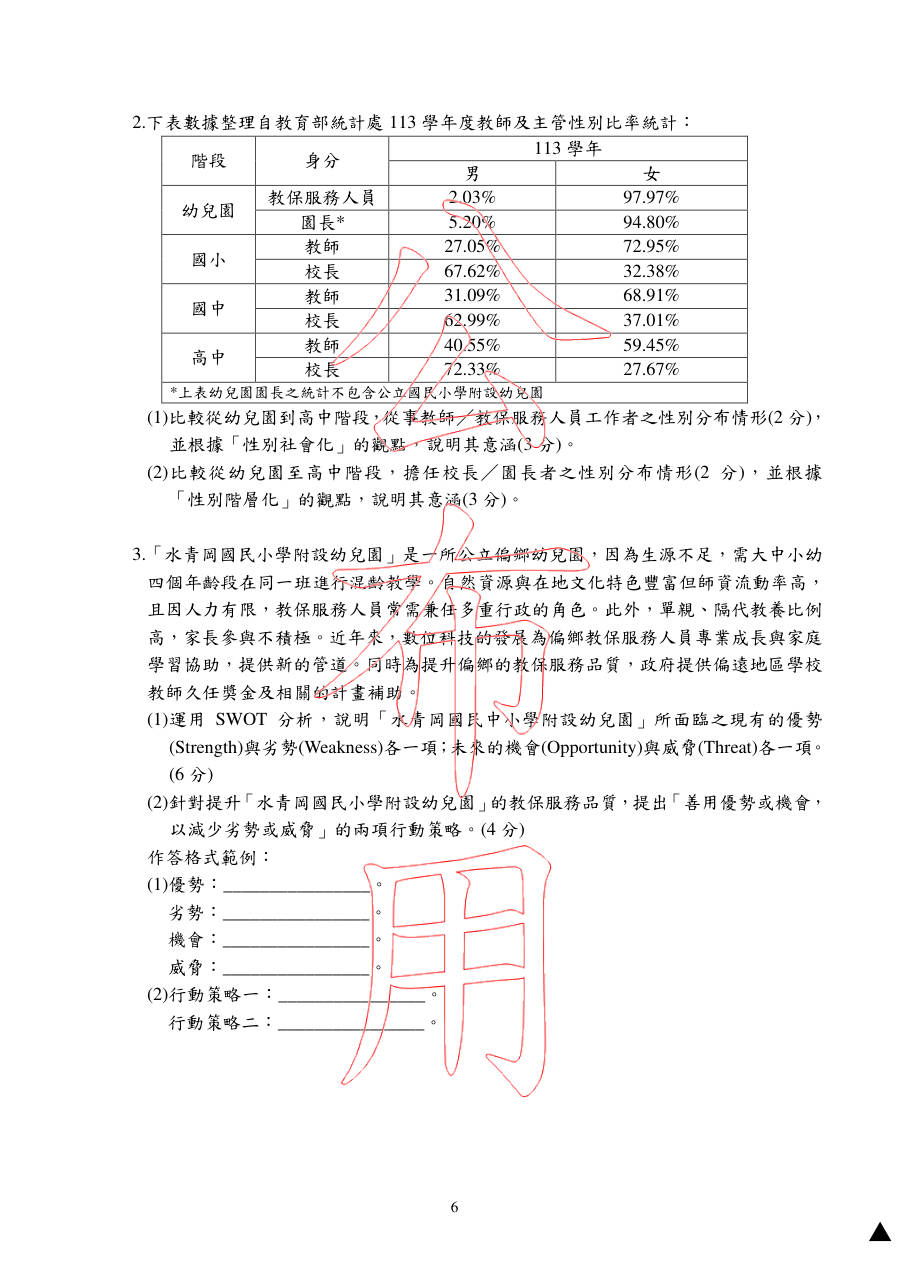 2.下表數據整理自教育部統計處 113 學年度教師及主管性別比率統計：
階段 身分 113 學年
男 女
幼兒園 教保服務人員 2.03% 97.97%
園長* 5.20% 94.80%
國小 教師 27.05% 72.95%
校長 67.62% 32.38%
國中 教師 31.09% 68.91%
校長 62.99% 37.01%
高中 教師 40.55% 59.45%
校長 72.33% 27.67%
*上表幼兒園園長之統計不包含公立國民小學附設幼兒園
(1)比較從幼兒園到高中階段，從事教師／教保服務人員工作者之性別分布情形(2 分)，
並根據「性別社會化」的觀點，說明其意涵(3 分)。
(2)比較從幼兒園至高中階段，擔任校長／園長者之性別分布情形(2 分)，並根據
「性別階層化」的觀點，說明其意涵(3 分)。
3.「水青岡國民小學附設幼兒園」是一所公立偏鄉幼兒園，因為生源不足，需大中小幼
四個年齡段在同一班進行混齡教學。自然資源與在地文化特色豐富但師資流動率高，
且因人力有限，教保服務人員常需兼任多重行政的角色。此外，單親、隔代教養比例
高，家長參與不積極。近年來，數位科技的發展為偏鄉教保服務人員專業成長與家庭
學習協助，提供新的管道。同時為提升偏鄉的教保服務品質，政府提供偏遠地區學校
教師久任獎金及相關的計畫補助。
(1)運用 SWOT 分析，說明「水青岡國民中小學附設幼兒園」所面臨之現有的優勢
(Strength)與劣勢(Weakness)各一項；未來的機會(Opportunity)與威脅(Threat)各一項。
(6 分)
(2)針對提升「水青岡國民小學附設幼兒園」的教保服務品質，提出「善用優勢或機會，
以減少劣勢或威脅」的兩項行動策略。(4 分)
作答格式範例：
(1)優勢：________________。
劣勢：________________。
機會：________________。
威脅：________________。
(2)行動策略一：________________。
行動策略二：________________。
公布用
6